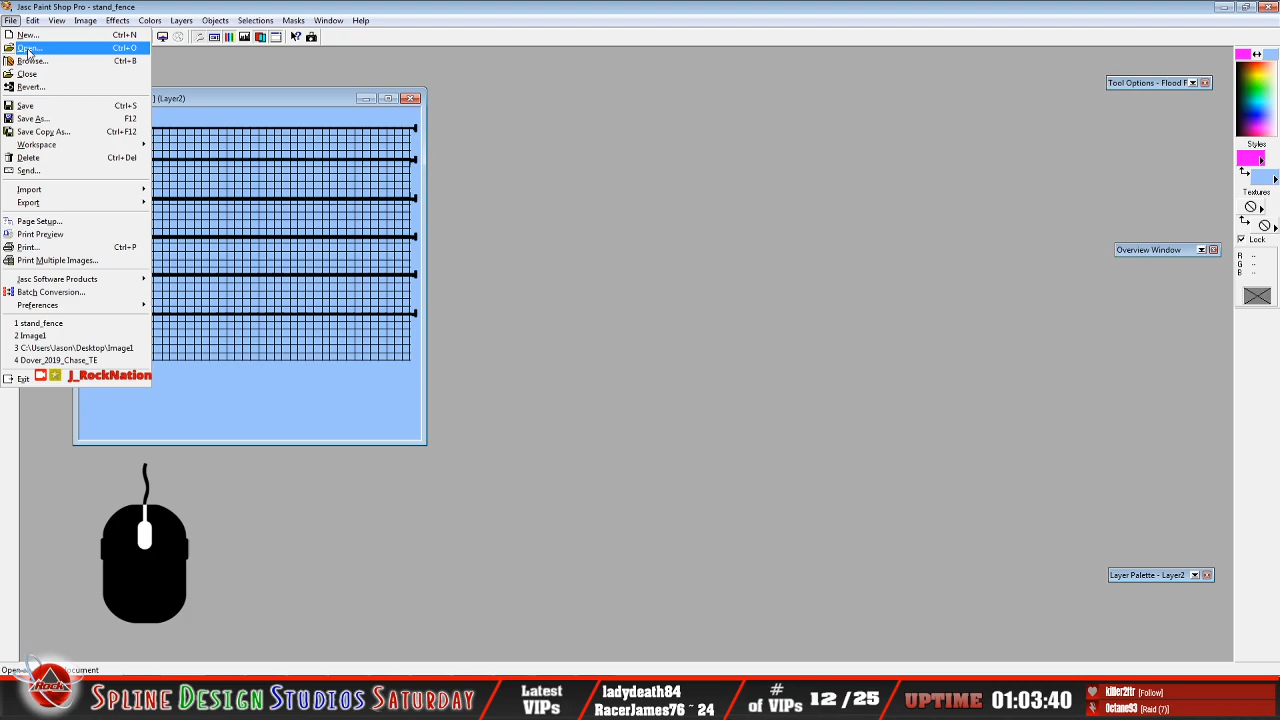 Jasc Paint Shop Pro - stand_fence
File Edit View Image Effects Colors Layers Objects Selections Masks Window Help
New... Ctrl+N
Open... Ctrl+O
Browse... Ctrl+B
Close
Revert...
Save Ctrl+S
Save As... F12
Save Copy As... Ctrl+F12
Workspace
Delete Ctrl+Del
Send...
Import
Export
Page Setup...
Print Preview
Print... Ctrl+P
Print Multiple Images...
Jasc Software Products
Batch Conversion...
Preferences
1 stand_fence
2 Image1
3 C:\Users\Jason\Desktop\Image1
4 Dover_2019_Chase_TE
Exit
J_RockNation
] (Layer2)
Tool Options - Flood F
Overview Window
Layer Palette - Layer2
Styles
Textures
Lock
R: --
G: --
B: --
ocument
Spline Design Studios Saturday
Latest VIPs
ladydeath84
RacerJames76 ~ 24
# of VIPs
12 / 25
UPTIME 01:03:40
killer2ltr [Follow]
Octane93 [Raid (7)]